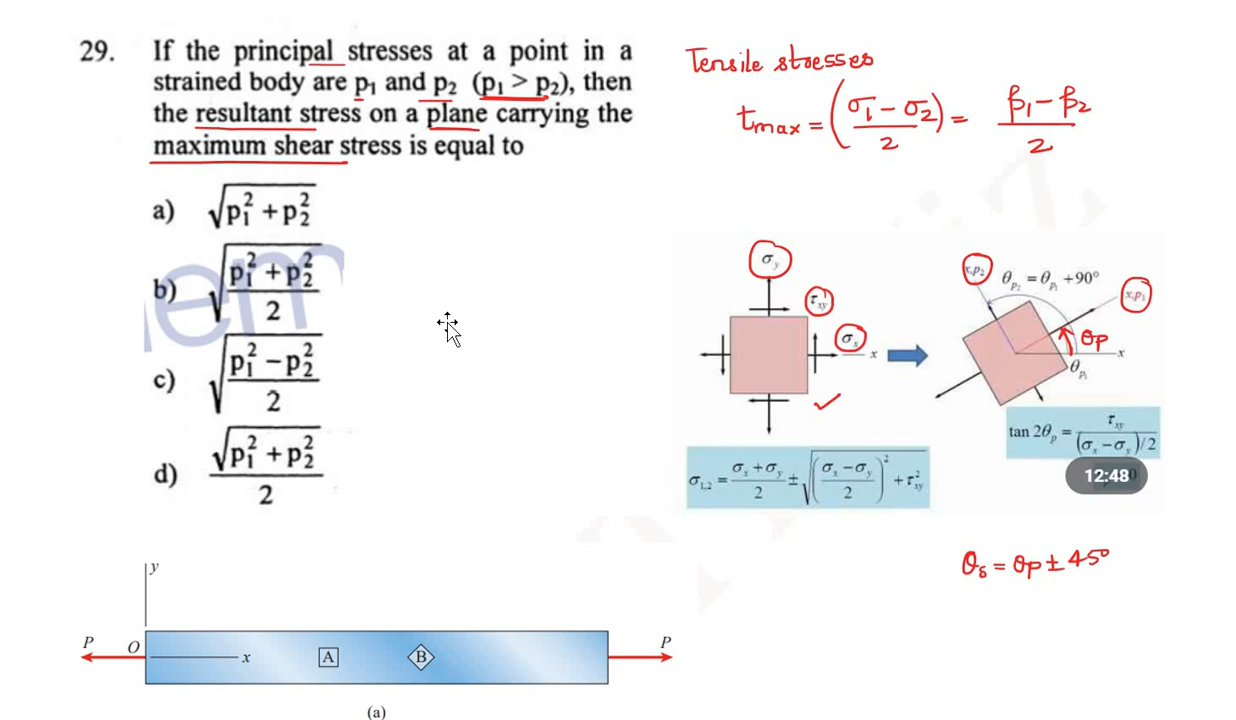 29. If the principal stresses at a point in a
strained body are p₁ and p₂ (p₁ > p₂), then
the resultant stress on a plane carrying the
maximum shear stress is equal to
a) √(p₁² + p₂²)
b) √((p₁² + p₂²)/2)
c) √((p₁² − p₂²)/2)
d) √(p₁² + p₂²)/2
Tensile stresses
tmax = (σ₁ − σ₂/2) = p₁ − p₂/2
σy
τxy
σx
x
x,p₂
θp₂ = θp₁ + 90°
x,p₁
θp
x
θp₁
σ₁,₂ = (σx + σy)/2 ± √(((σx − σy)/2)² + τ²xy)
tan 2θp = τxy/(σx − σy)/2
12:48
θs = θp ± 45°
y
P
O
x
A
B
P
(a)